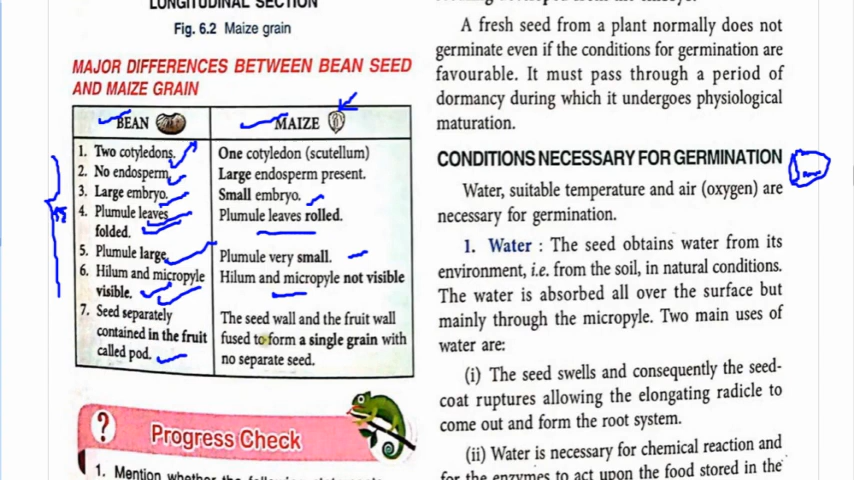 LONGITUDINAL SECTION
Fig. 6.2 Maize grain
MAJOR DIFFERENCES BETWEEN BEAN SEED
AND MAIZE GRAIN
BEAN MAIZE
1. Two cotyledons. One cotyledon (scutellum)
2. No endosperm. Large endosperm present.
3. Large embryo. Small embryo.
4. Plumule leaves Plumule leaves rolled.
folded.
5. Plumule large. Plumule very small.
6. Hilum and micropyle Hilum and micropyle not visible
visible.
7. Seed separately The seed wall and the fruit wall
contained in the fruit fused to form a single grain with
called pod. no separate seed.
?
Progress Check
1. Mention whether the following statements
A fresh seed from a plant normally does not
germinate even if the conditions for germination are
favourable. It must pass through a period of
dormancy during which it undergoes physiological
maturation.
CONDITIONS NECESSARY FOR GERMINATION
Water, suitable temperature and air (oxygen) are
necessary for germination.
1. Water : The seed obtains water from its
environment, i.e. from the soil, in natural conditions.
The water is absorbed all over the surface but
mainly through the micropyle. Two main uses of
water are:
(i) The seed swells and consequently the seed-
coat ruptures allowing the elongating radicle to
come out and form the root system.
(ii) Water is necessary for chemical reaction and
for the enzymes to act upon the food stored in the